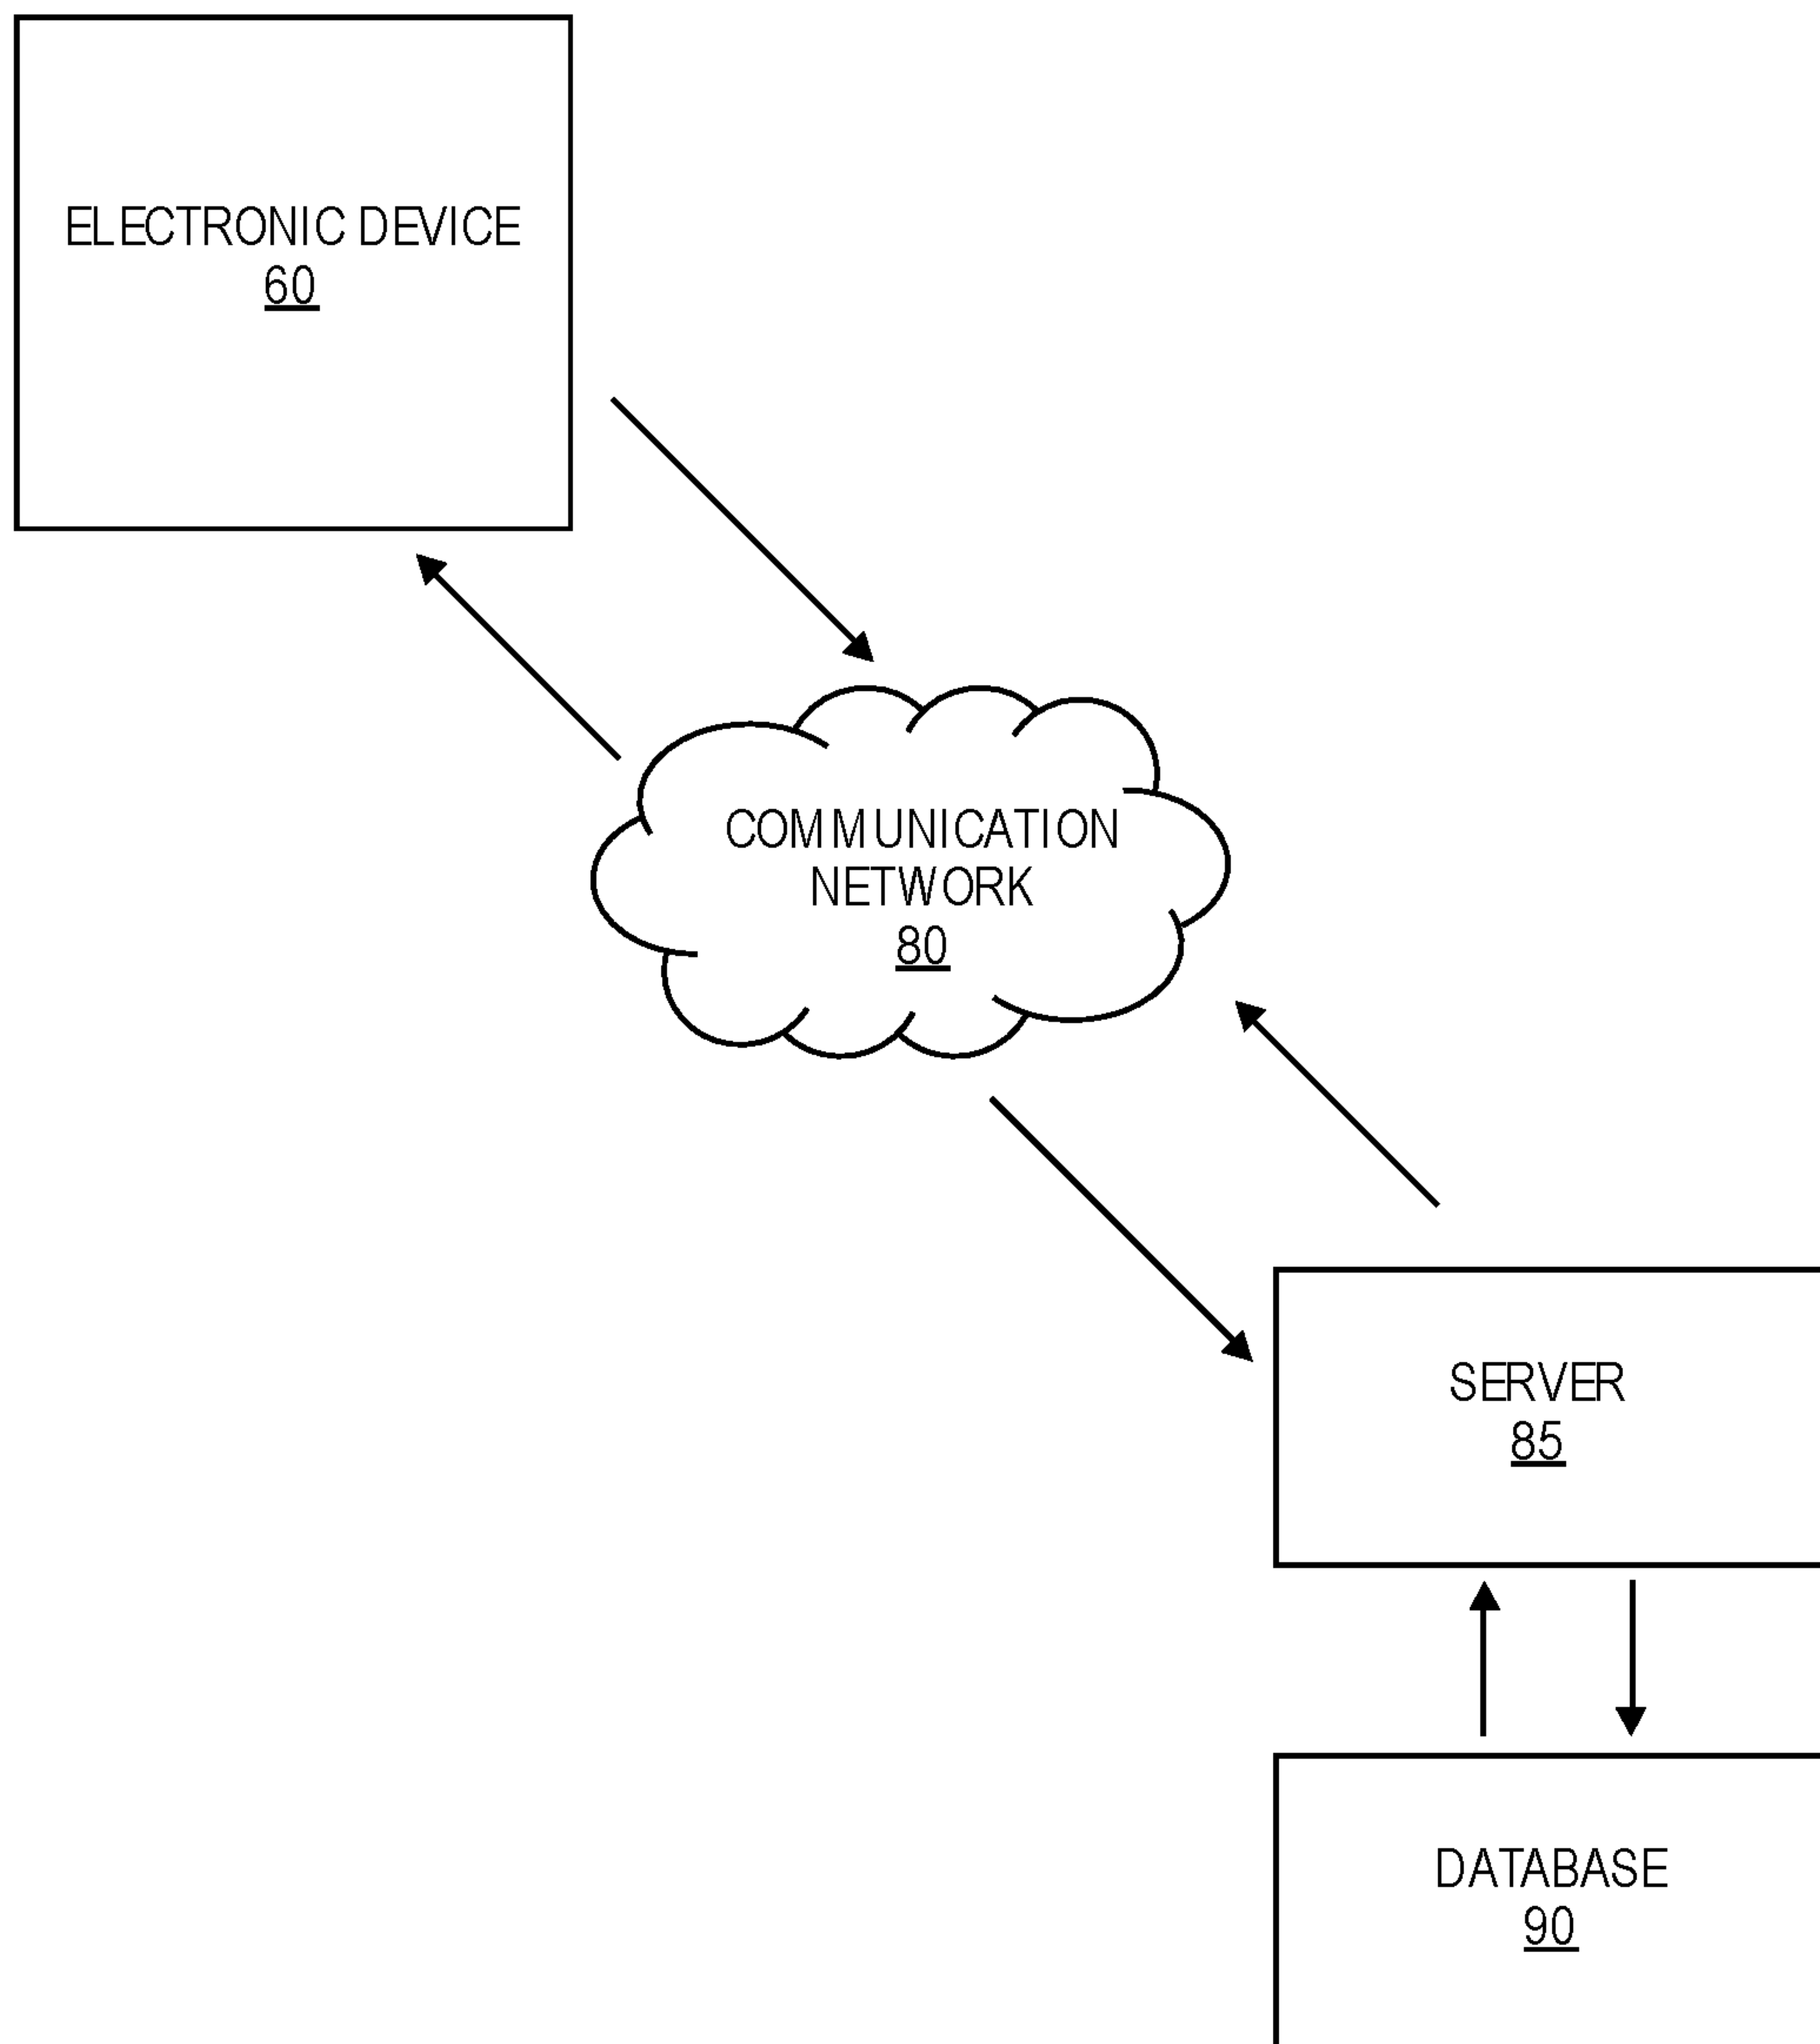 ELECTRONIC DEVICE
60
COMMUNICATION
NETWORK
80
SERVER
85
DATABASE
90